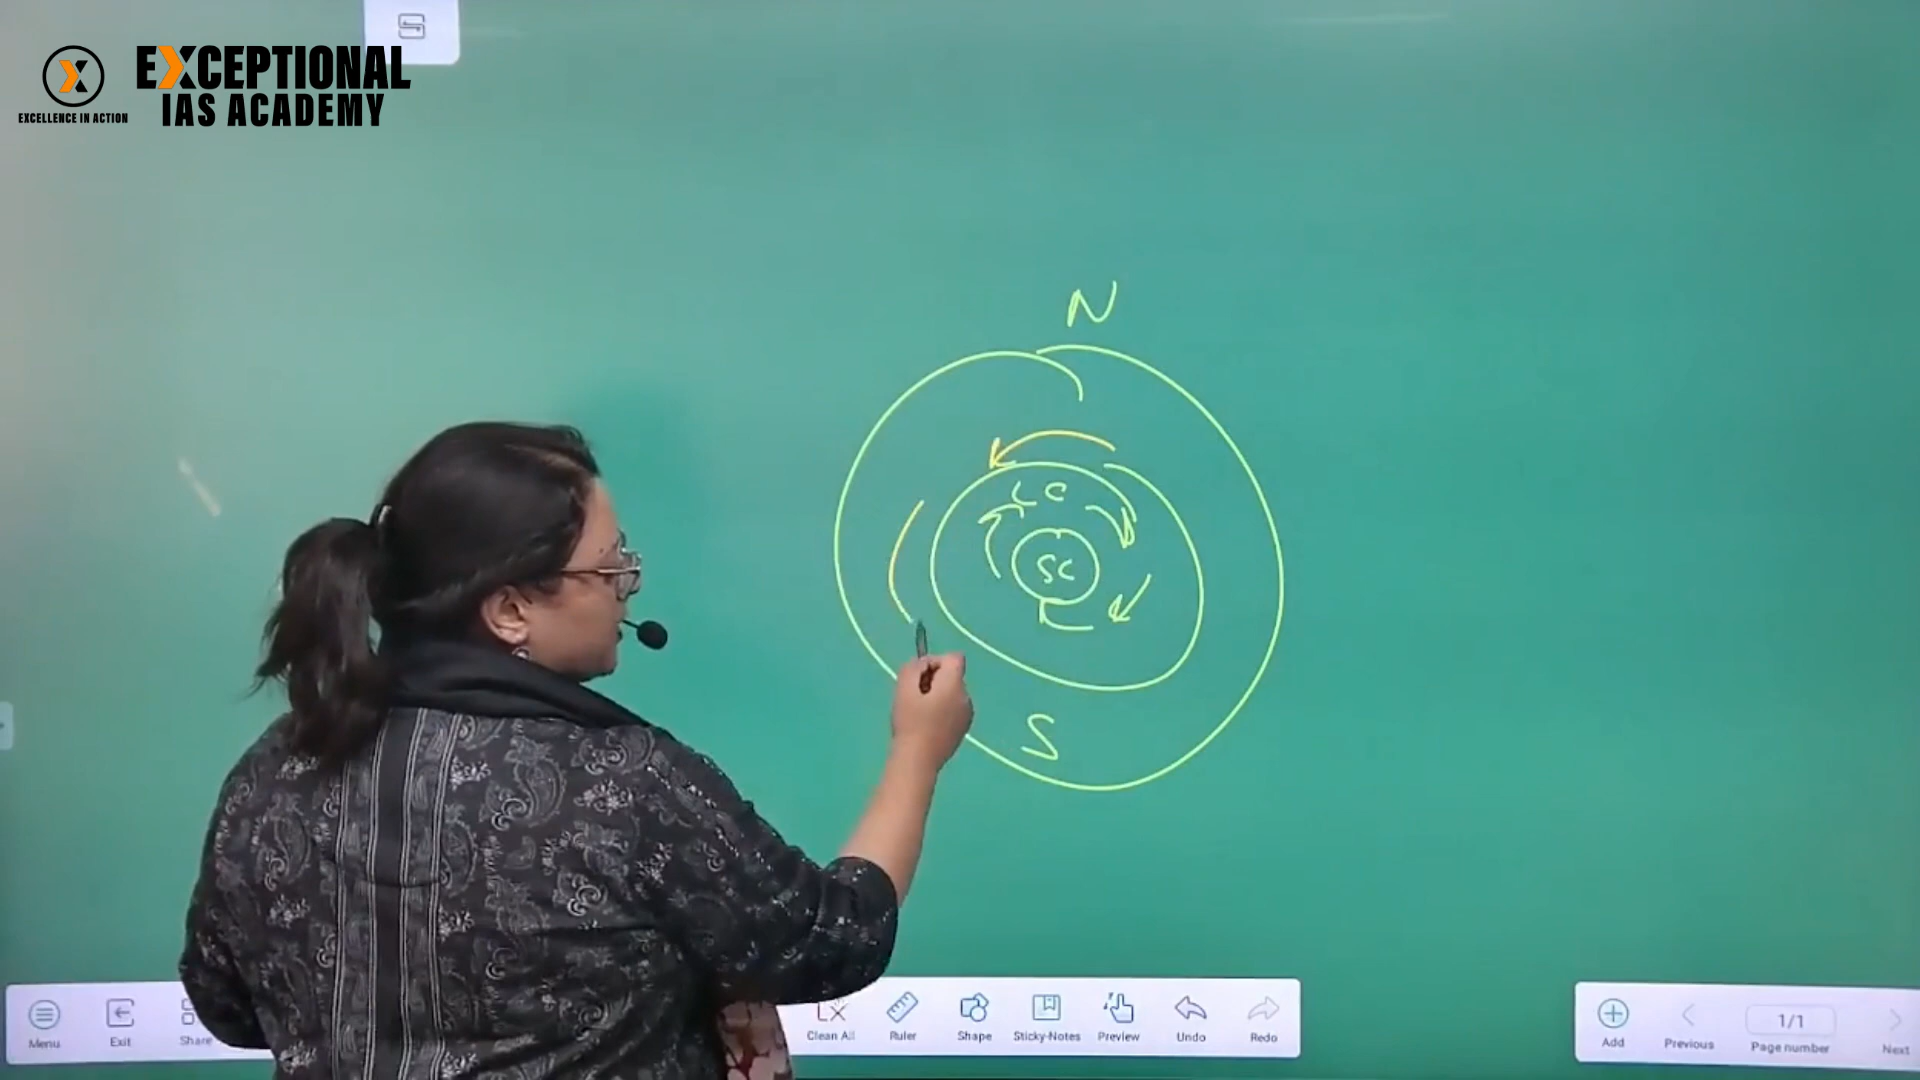 EXCEPTIONAL
IAS ACADEMY
EXCELLENCE IN ACTION
N
LC
SC
S
Menu
Exit
Share
Clean All
Ruler
Shape
Sticky-Notes
Preview
Undo
Redo
Add
Previous
1/1
Page number
Next